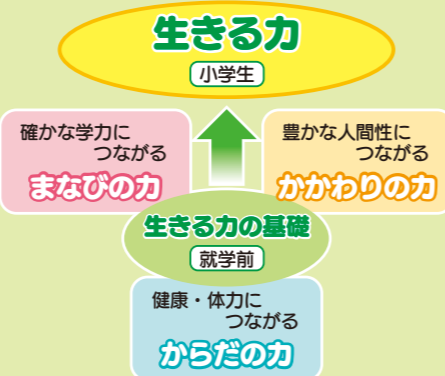 生きる力
小学生
確かな学力に
つながる
まなびの力
豊かな人間性に
つながる
かかわりの力
生きる力の基礎
就学前
健康・体力に
つながる
からだの力